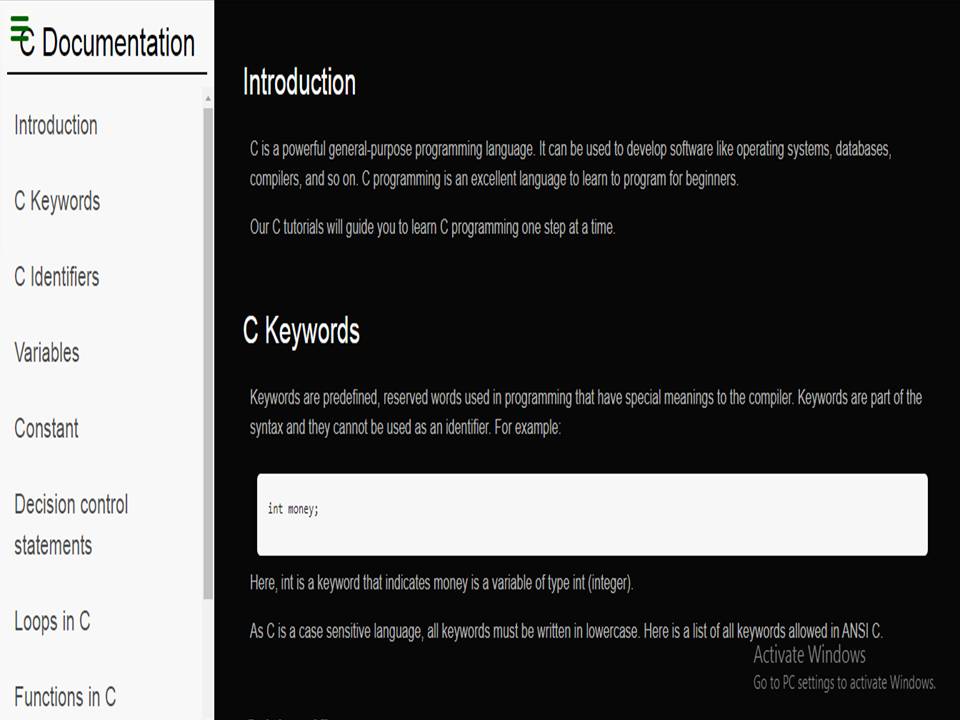 C Documentation
Introduction
C Keywords
C Identifiers
Variables
Constant
Decision control
statements
Loops in C
Functions in C
Introduction
C is a powerful general-purpose programming language. It can be used to develop software like operating systems, databases,
compilers, and so on. C programming is an excellent language to learn to program for beginners.
Our C tutorials will guide you to learn C programming one step at a time.
C Keywords
Keywords are predefined, reserved words used in programming that have special meanings to the compiler. Keywords are part of the
syntax and they cannot be used as an identifier. For example:
int money;
Here, int is a keyword that indicates money is a variable of type int (integer).
As C is a case sensitive language, all keywords must be written in lowercase. Here is a list of all keywords allowed in ANSI C.
Activate Windows
Go to PC settings to activate Windows.